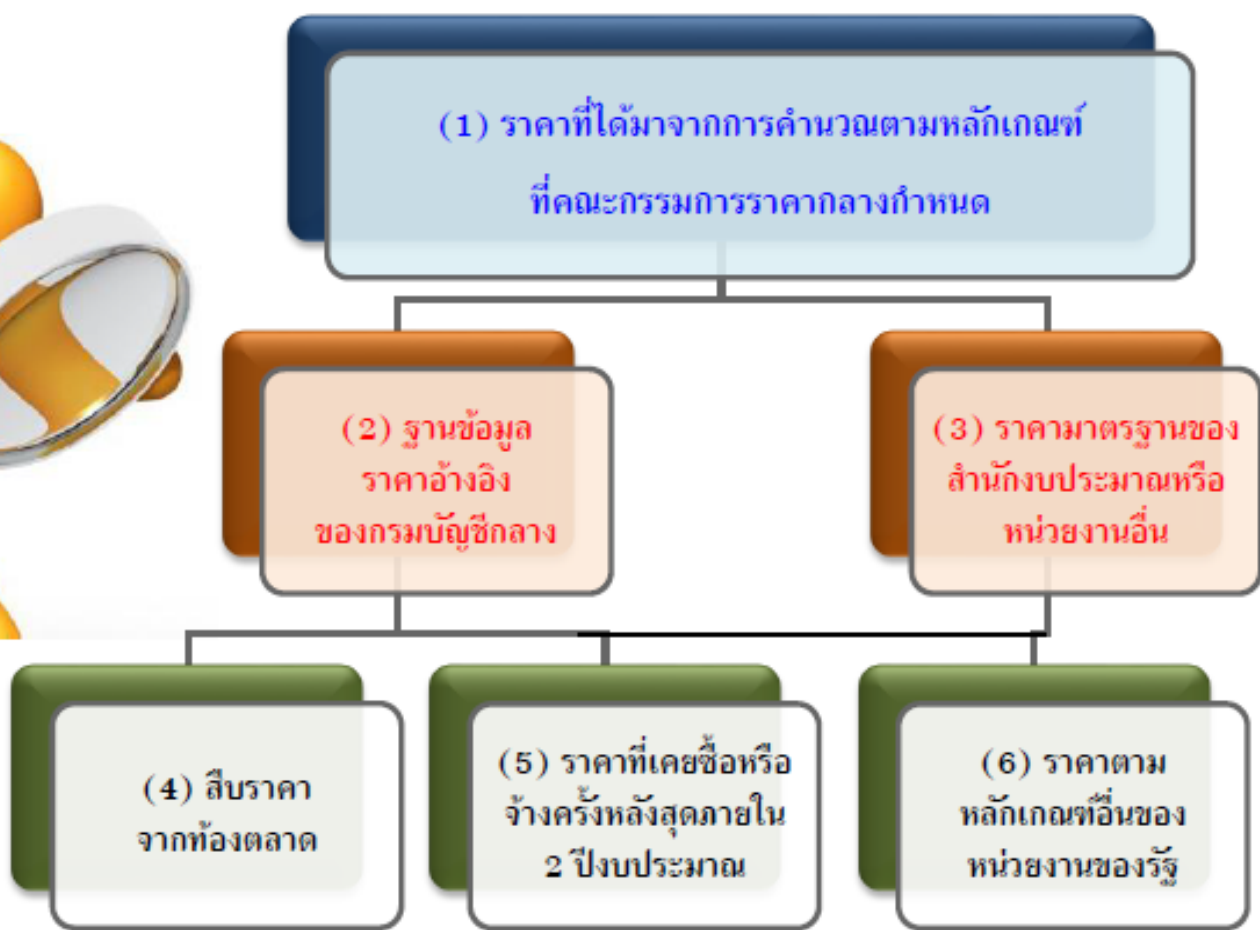 (1) ราคาที่ได้มาจากการคำนวณตามหลักเกณฑ์
ที่คณะกรรมการราคากลางกำหนด
(2) ฐานข้อมูล
ราคาอ้างอิง
ของกรมบัญชีกลาง
(3) ราคามาตรฐานของ
สำนักงบประมาณหรือ
หน่วยงานอื่น
(4) สืบราคา
จากท้องตลาด
(5) ราคาที่เคยซื้อหรือ
จ้างครั้งหลังสุดภายใน
2 ปีงบประมาณ
(6) ราคาตาม
หลักเกณฑ์อื่นของ
หน่วยงานของรัฐ